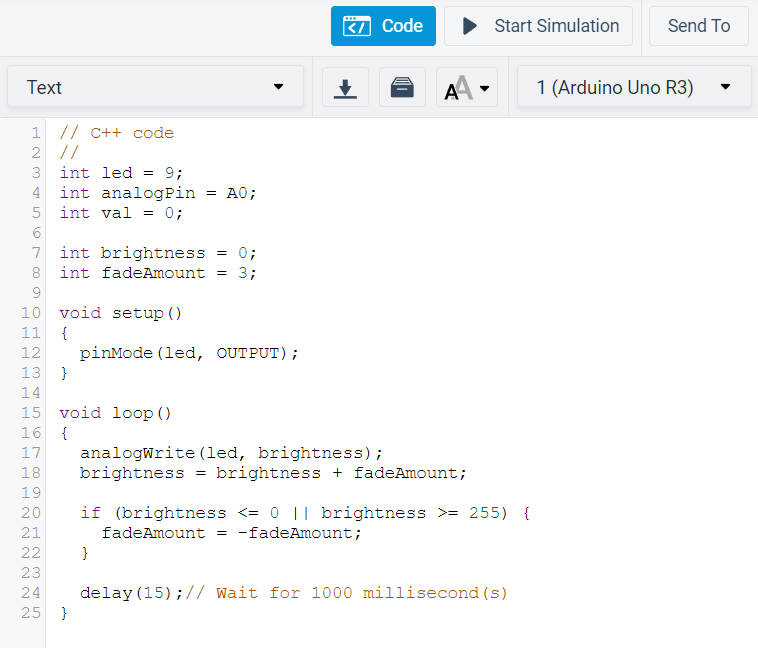 Code
Start Simulation
Send To
Text
AA
1 (Arduino Uno R3)
1 // C++ code
2 //
3 int led = 9;
4 int analogPin = A0;
5 int val = 0;
6
7 int brightness = 0;
8 int fadeAmount = 3;
9
10 void setup()
11 {
12   pinMode(led, OUTPUT);
13 }
14
15 void loop()
16 {
17   analogWrite(led, brightness);
18   brightness = brightness + fadeAmount;
19
20   if (brightness <= 0 || brightness >= 255) {
21     fadeAmount = -fadeAmount;
22   }
23
24   delay(15);// Wait for 1000 millisecond(s)
25 }